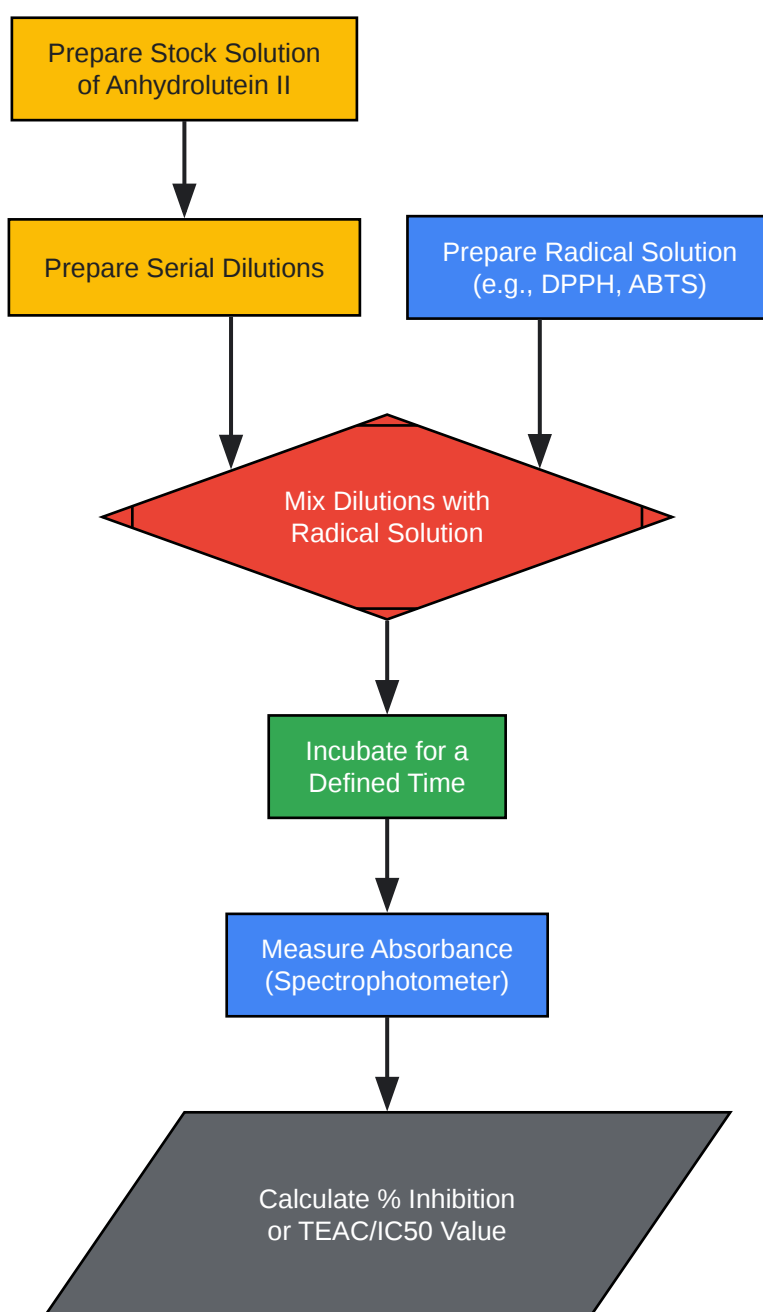 Prepare Stock Solution
of Anhydrolutein II
Prepare Serial Dilutions
Prepare Radical Solution
(e.g., DPPH, ABTS)
Mix Dilutions with
Radical Solution
Incubate for a
Defined Time
Measure Absorbance
(Spectrophotometer)
Calculate % Inhibition
or TEAC/IC50 Value